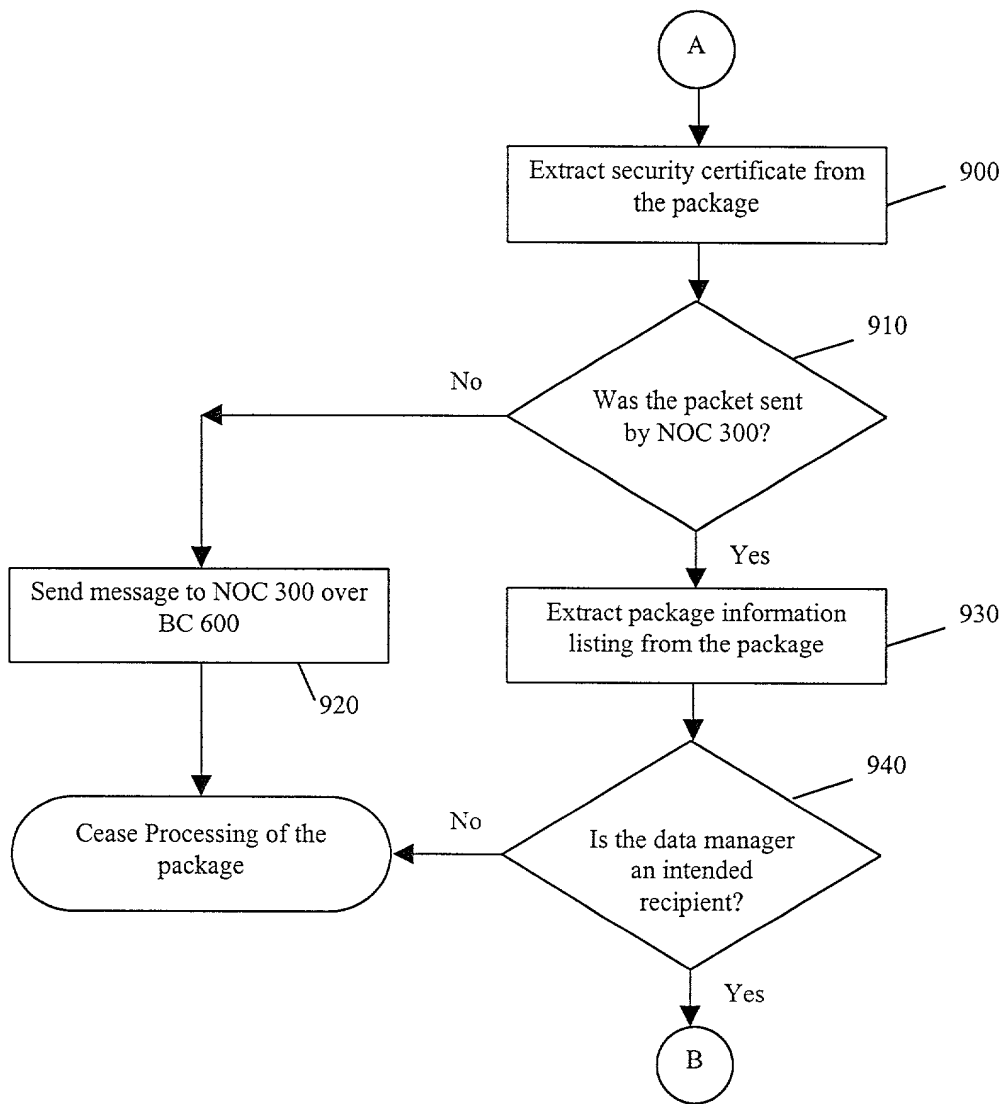 A
Extract security certificate from
the package
900
910
No
Was the packet sent
by NOC 300?
Yes
Send message to NOC 300 over
BC 600
920
Extract package information
listing from the package
930
940
No
Cease Processing of the
package
Is the data manager
an intended
recipient?
Yes
B